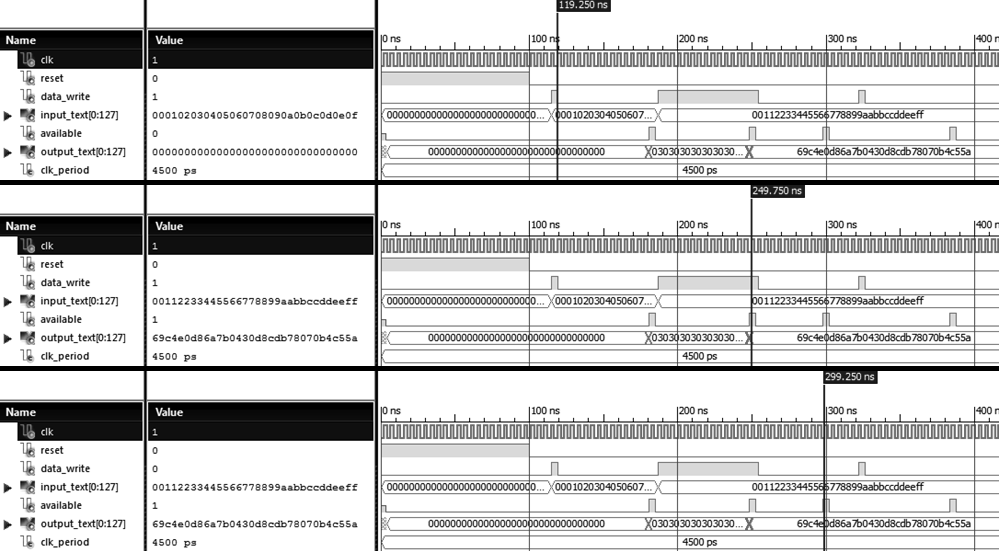 119.250 ns
Name Value 0 ns 100 ns 200 ns 300 ns 400 n
clk 1
reset 0
data_write 1
input_text[0:127] 000102030405060708090a0b0c0d0e0f 00000000000000000000000000... 0001020304050607... 00112233445566778899aabbccddeeff
available 0
output_text[0:127] 00000000000000000000000000000000 00000000000000000000000000000000 030303030303030... 69c4e0d86a7b0430d8cdb78070b4c55a
clk_period 4500 ps 4500 ps
249.750 ns
Name Value 0 ns 100 ns 200 ns 300 ns 400 n
clk 1
reset 0
data_write 1
input_text[0:127] 00112233445566778899aabbccddeeff 00000000000000000000000000... 0001020304050607... 00112233445566778899aabbccddeeff
available 1
output_text[0:127] 69c4e0d86a7b0430d8cdb78070b4c55a 00000000000000000000000000000000 030303030303030... 69c4e0d86a7b0430d8cdb78070b4c55a
clk_period 4500 ps 4500 ps
299.250 ns
Name Value 0 ns 100 ns 200 ns 300 ns 400 n
clk 1
reset 0
data_write 0
input_text[0:127] 00112233445566778899aabbccddeeff 00000000000000000000000000... 0001020304050607... 00112233445566778899aabbccddeeff
available 1
output_text[0:127] 69c4e0d86a7b0430d8cdb78070b4c55a 00000000000000000000000000000000 030303030303030... 69c4e0d86a7b0430d8cdb78070b4c55a
clk_period 4500 ps 4500 ps